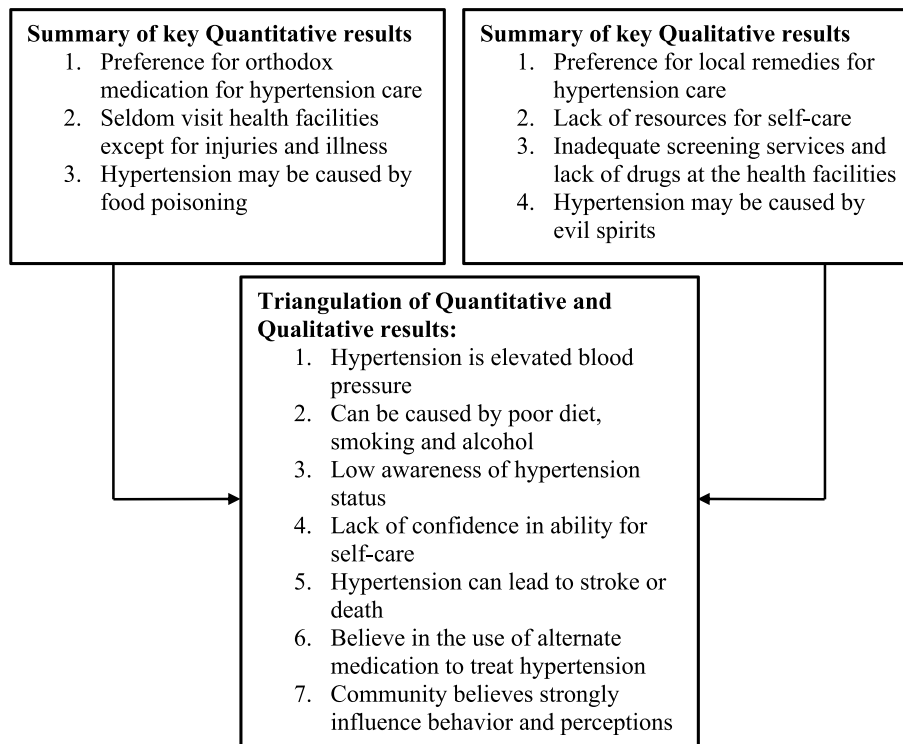 Summary of key Quantitative results
1. Preference for orthodox
medication for hypertension care
2. Seldom visit health facilities
except for injuries and illness
3. Hypertension may be caused by
food poisoning
Summary of key Qualitative results
1. Preference for local remedies for
hypertension care
2. Lack of resources for self-care
3. Inadequate screening services and
lack of drugs at the health facilities
4. Hypertension may be caused by
evil spirits
Triangulation of Quantitative and
Qualitative results:
1. Hypertension is elevated blood
pressure
2. Can be caused by poor diet,
smoking and alcohol
3. Low awareness of hypertension
status
4. Lack of confidence in ability for
self-care
5. Hypertension can lead to stroke or
death
6. Believe in the use of alternate
medication to treat hypertension
7. Community believes strongly
influence behavior and perceptions